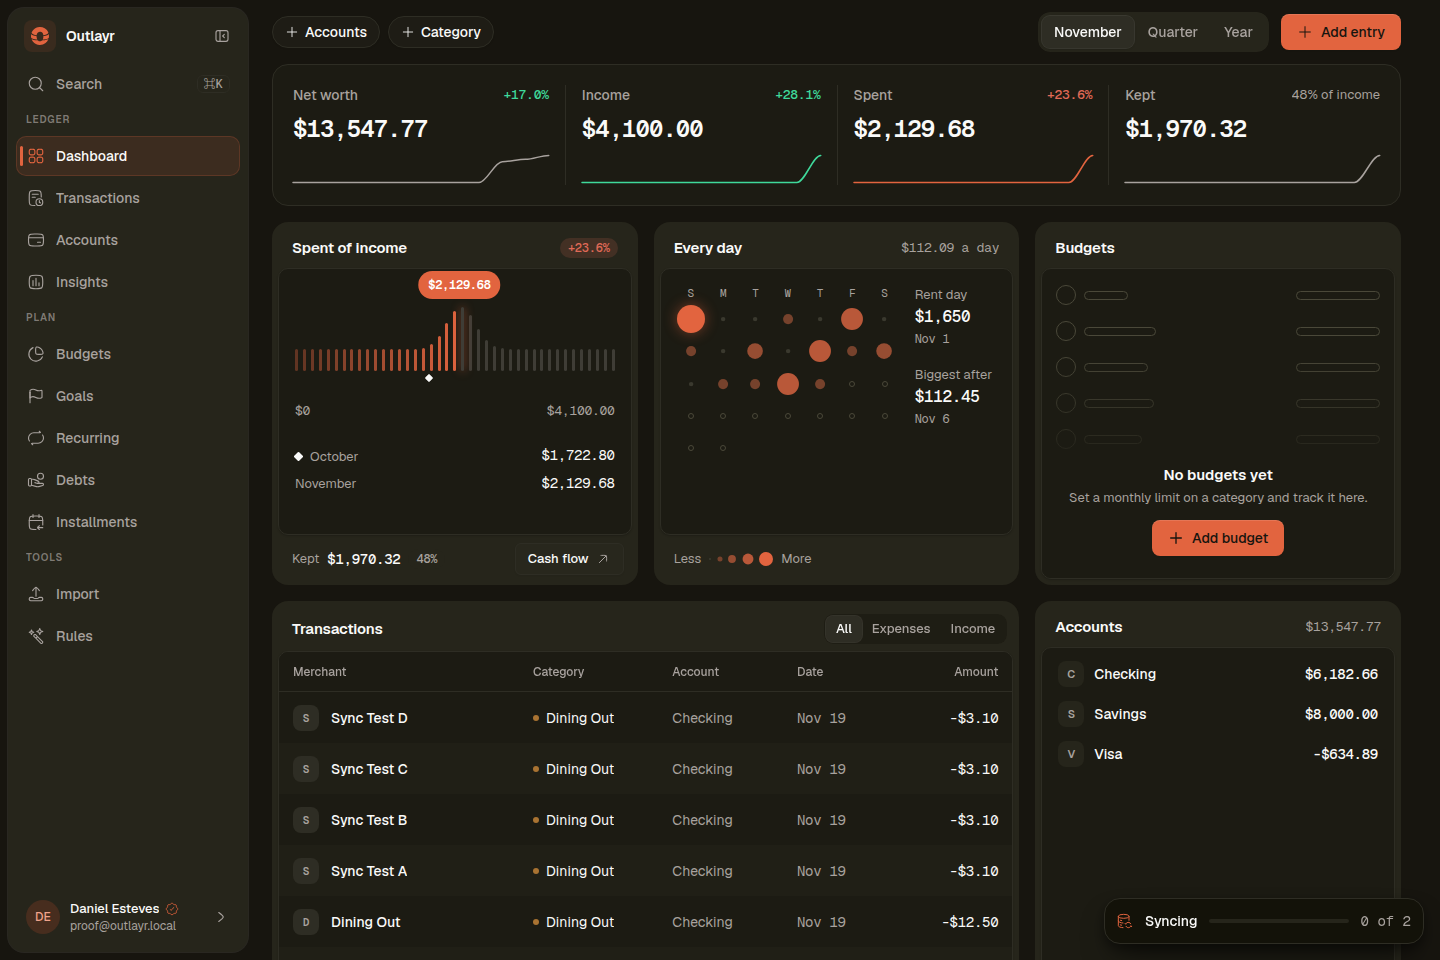 Outlayr
Search ⌘K
LEDGER
Dashboard
Transactions
Accounts
Insights
PLAN
Budgets
Goals
Recurring
Debts
Installments
TOOLS
Import
Rules
DE
Daniel Esteves
proof@outlayr.local
+ Accounts + Category
November Quarter Year
+ Add entry
Net worth +17.0%
$13,547.77
Income +28.1%
$4,100.00
Spent +23.6%
$2,129.68
Kept 48% of income
$1,970.32
Spent of income +23.6%
$2,129.68
$0 $4,100.00
October $1,722.80
November $2,129.68
Kept $1,970.32 48% Cash flow
Every day $112.09 a day
S M T W T F S
Rent day
$1,650
Nov 1
Biggest after
$112.45
Nov 6
Less More
Budgets
No budgets yet
Set a monthly limit on a category and track it here.
+ Add budget
Transactions All Expenses Income
Merchant Category Account Date Amount
S Sync Test D Dining Out Checking Nov 19 -$3.10
S Sync Test C Dining Out Checking Nov 19 -$3.10
S Sync Test B Dining Out Checking Nov 19 -$3.10
S Sync Test A Dining Out Checking Nov 19 -$3.10
D Dining Out Dining Out Checking Nov 19 -$12.50
Accounts $13,547.77
C Checking $6,182.66
S Savings $8,000.00
V Visa -$634.89
Syncing 0 of 2